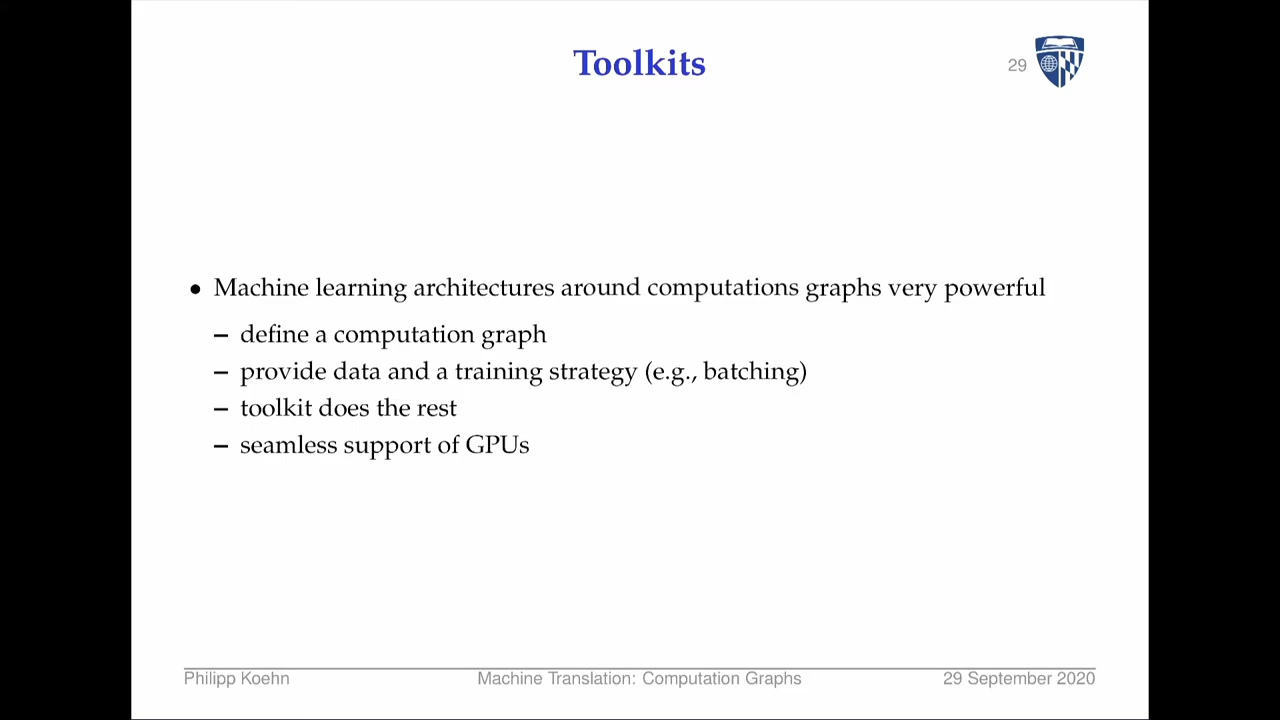 Toolkits
29
• Machine learning architectures around computations graphs very powerful
– define a computation graph
– provide data and a training strategy (e.g., batching)
– toolkit does the rest
– seamless support of GPUs
Philipp Koehn Machine Translation: Computation Graphs 29 September 2020